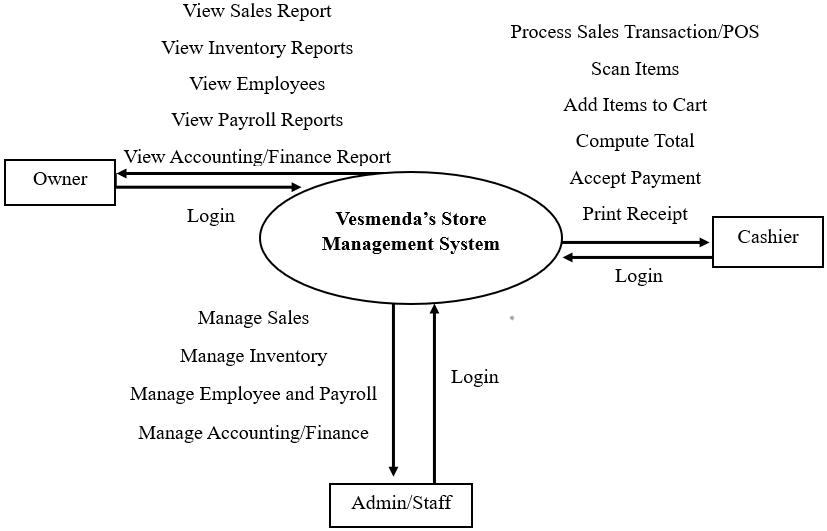 View Sales Report
View Inventory Reports
View Employees
View Payroll Reports
View Accounting/Finance Report
Owner
Login
Process Sales Transaction/POS
Scan Items
Add Items to Cart
Compute Total
Accept Payment
Print Receipt
Cashier
Login
Vesmenda’s Store
Management System
Manage Sales
Manage Inventory
Manage Employee and Payroll
Manage Accounting/Finance
Login
Admin/Staff